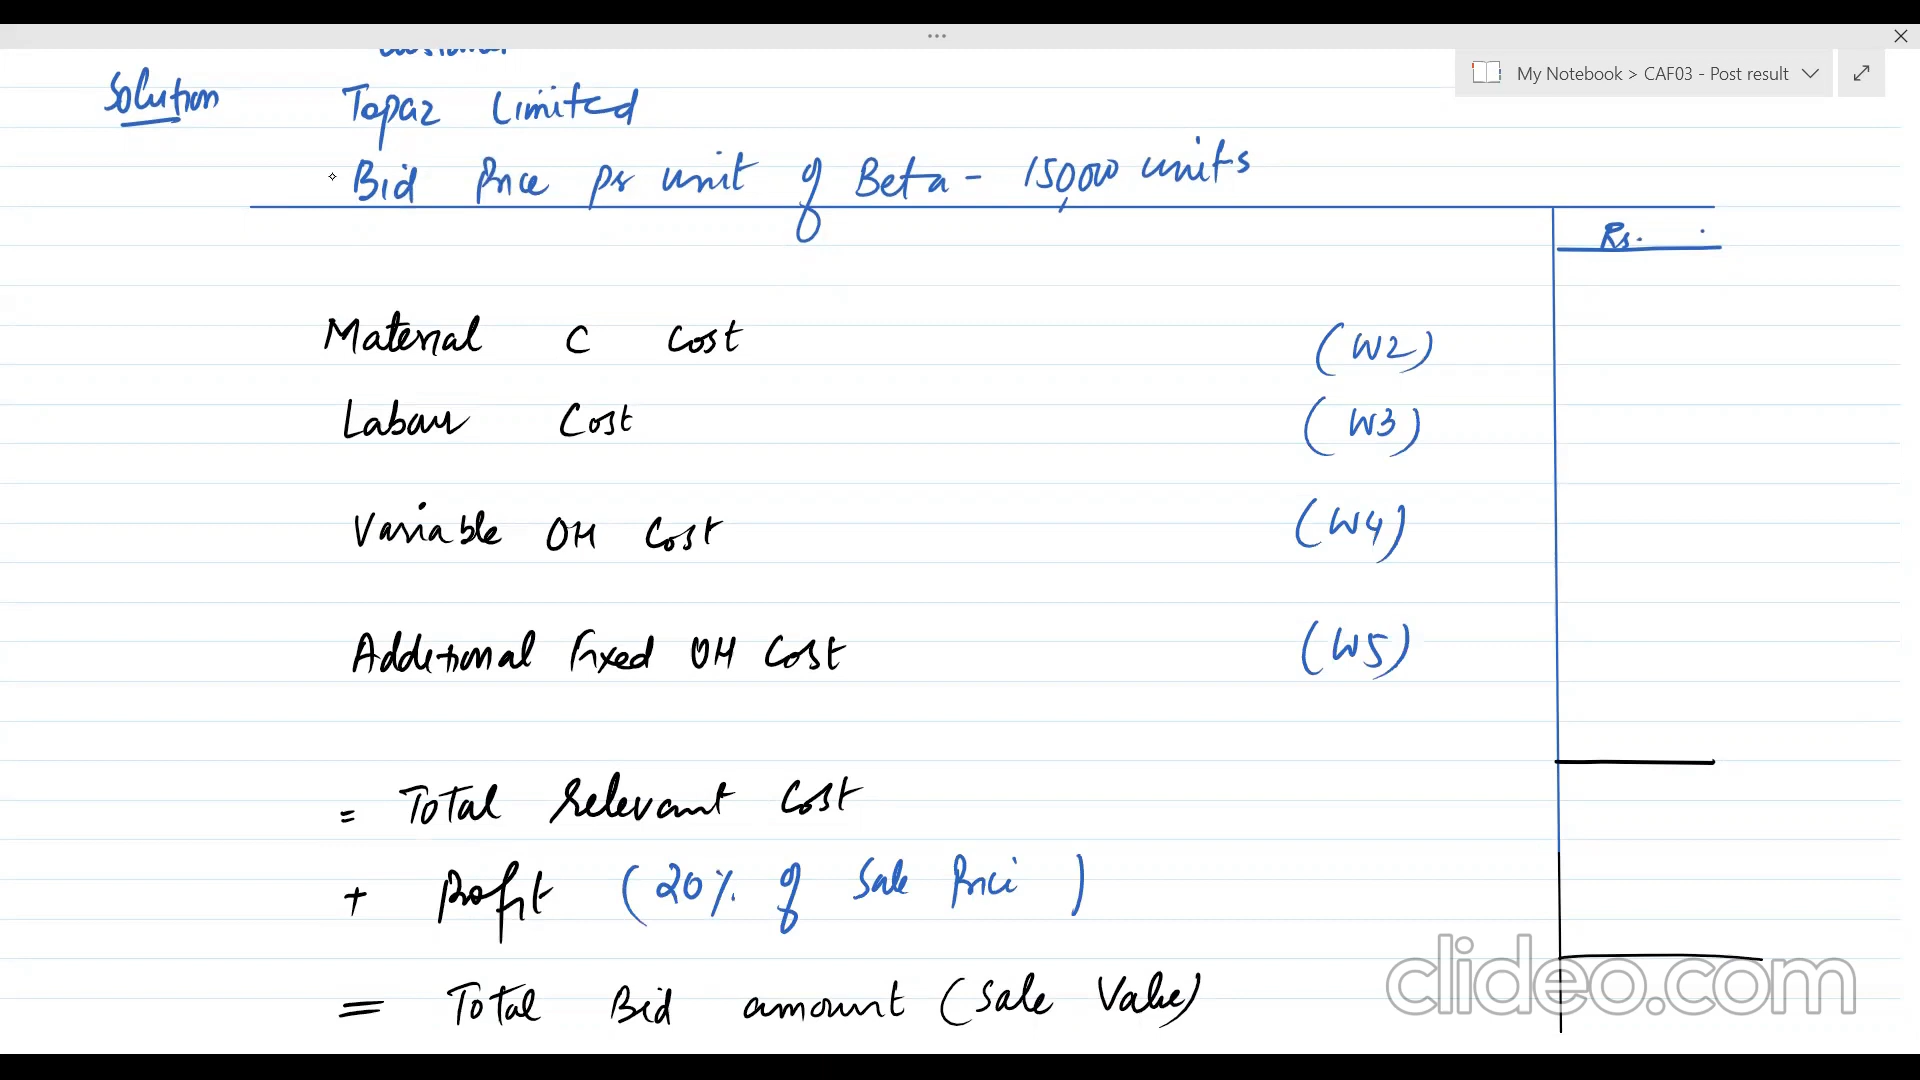 My Notebook > CAF03 - Post result
Solution Topaz Limited
Bid Price per unit of Beta - 15,000 units
Rs.
Material C Cost (W2)
Labour Cost (W3)
Variable OH Cost (W4)
Additional Fixed OH Cost (W5)
= Total relevant Cost
+ Profit (20% of Sale Price)
= Total Bid amount (Sale Value)
clideo.com